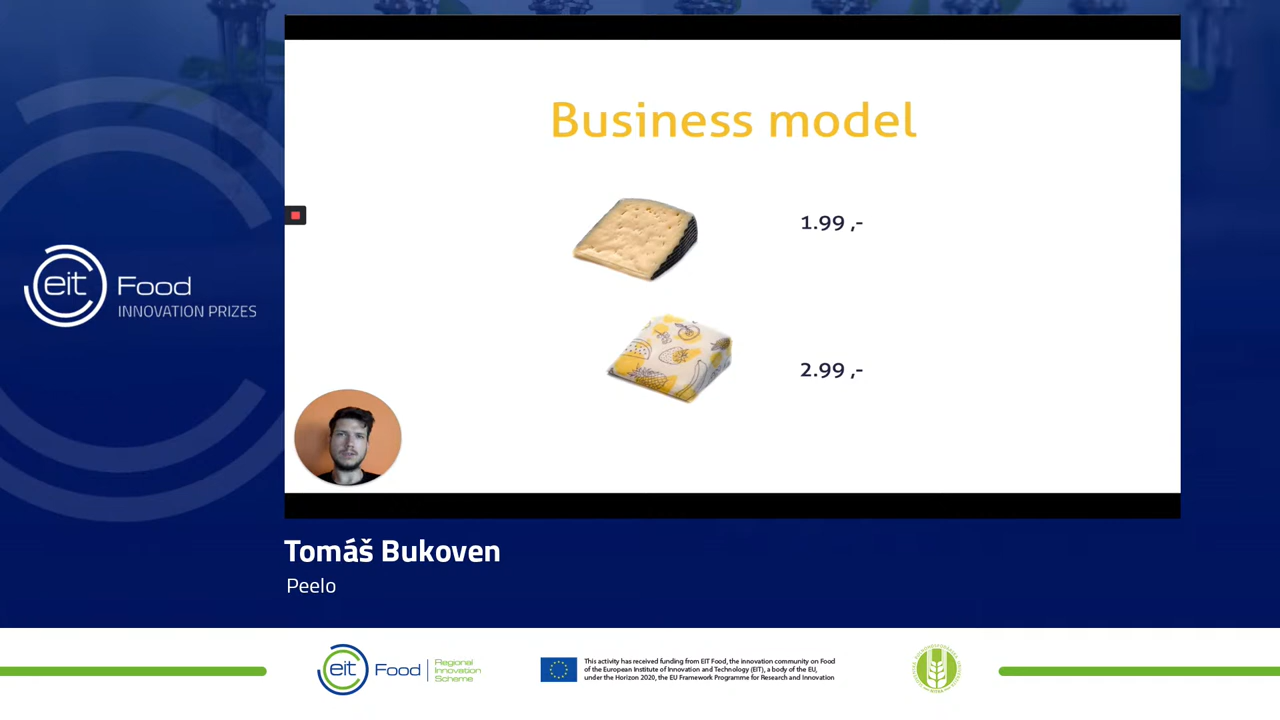 Business model
1.99 ,-
2.99 ,-
eit Food
INNOVATION PRIZES
Tomáš Bukoven
Peelo
eit Food
Regional
Innovation
Scheme
This activity has received funding from EIT Food, the innovation community on Food
of the European Institute of Innovation and Technology (EIT), a body of the EU,
under the Horizon 2020, the EU Framework Programme for Research and Innovation